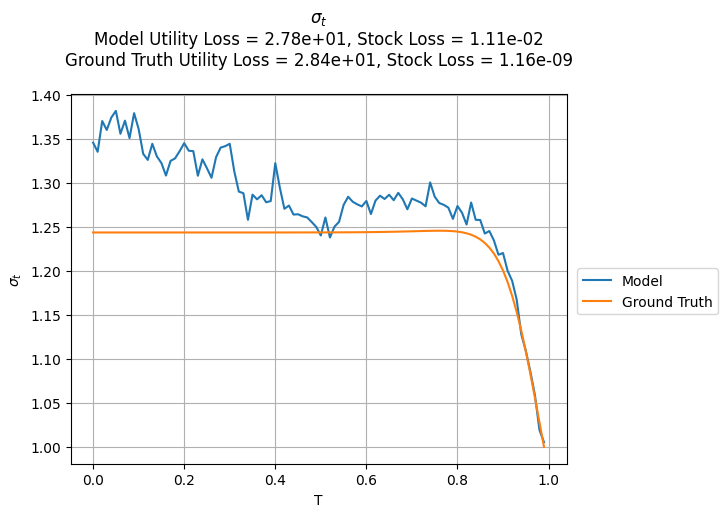 σt
Model Utility Loss = 2.78e+01, Stock Loss = 1.11e-02
Ground Truth Utility Loss = 2.84e+01, Stock Loss = 1.16e-09
1.40
1.35
1.30
1.25
1.20
1.15
1.10
1.05
1.00
σt
0.0 0.2 0.4 0.6 0.8 1.0
T
Model
Ground Truth